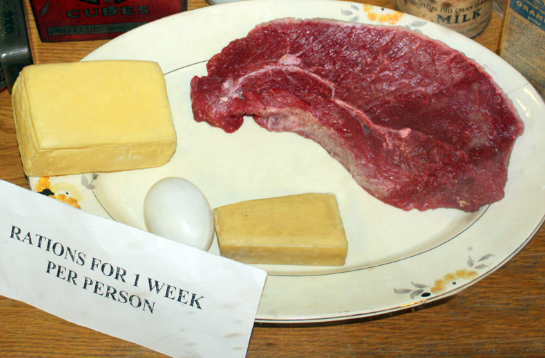 CUBES
MILK
RATIONS FOR 1 WEEK
PER PERSON